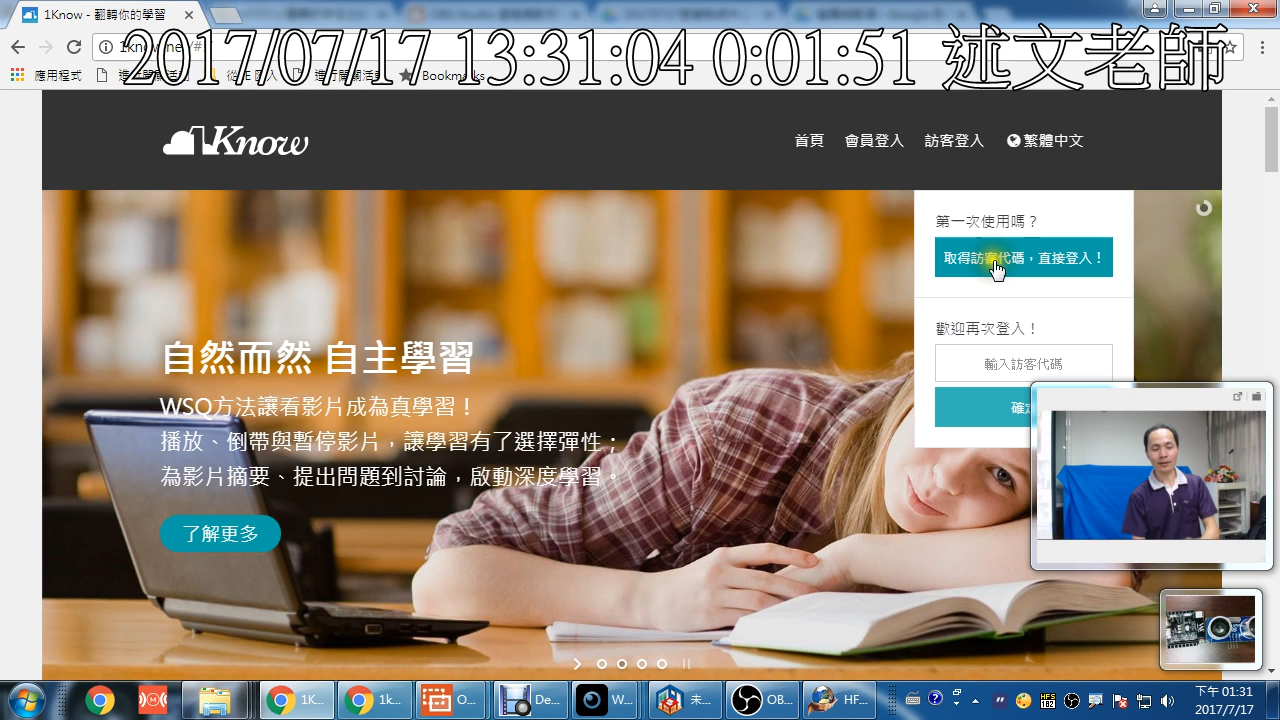 1Know - 翻轉你的學習
2017/07/17 13:31:04 0:01:51 述文老師
應用程式
Bookmarks
1Know
首頁 會員登入 訪客登入 繁體中文
第一次使用嗎？
取得訪客代碼，直接登入！
歡迎再次登入！
輸入訪客代碼
確定
自然而然 自主學習
WSQ方法讓看影片成為真學習！
播放、倒帶與暫停影片，讓學習有了選擇彈性；
為影片摘要、提出問題到討論，啟動深度學習。
了解更多
1K... 1k... O... De... W... 未... OB... HF...
下午 01:31
2017/7/17